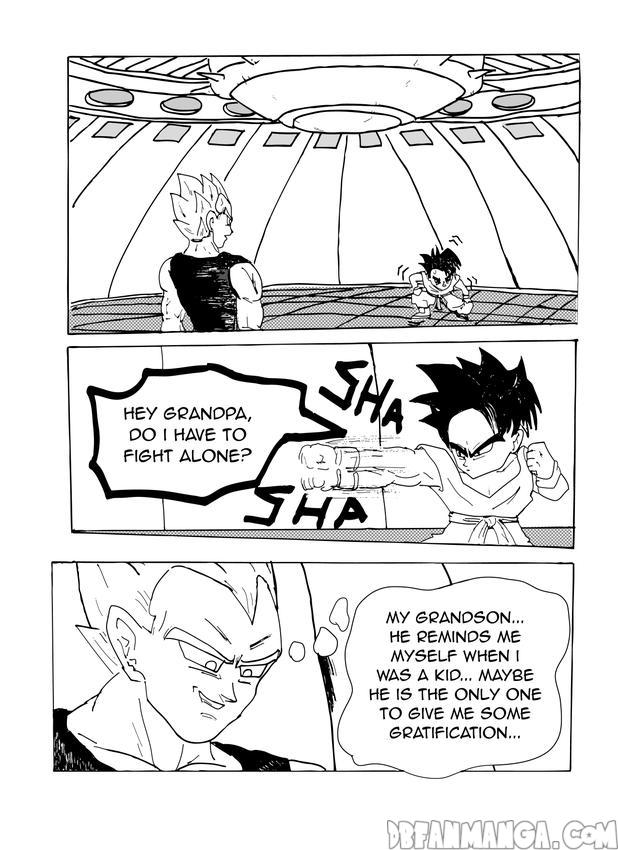 HEY GRANDPA,
DO I HAVE TO
FIGHT ALONE?
SHA
SHA
MY GRANDSON...
HE REMINDS ME
MYSELF WHEN I
WAS A KID... MAYBE
HE IS THE ONLY ONE
TO GIVE ME SOME
GRATIFICATION...
DBFANMANGA.COM